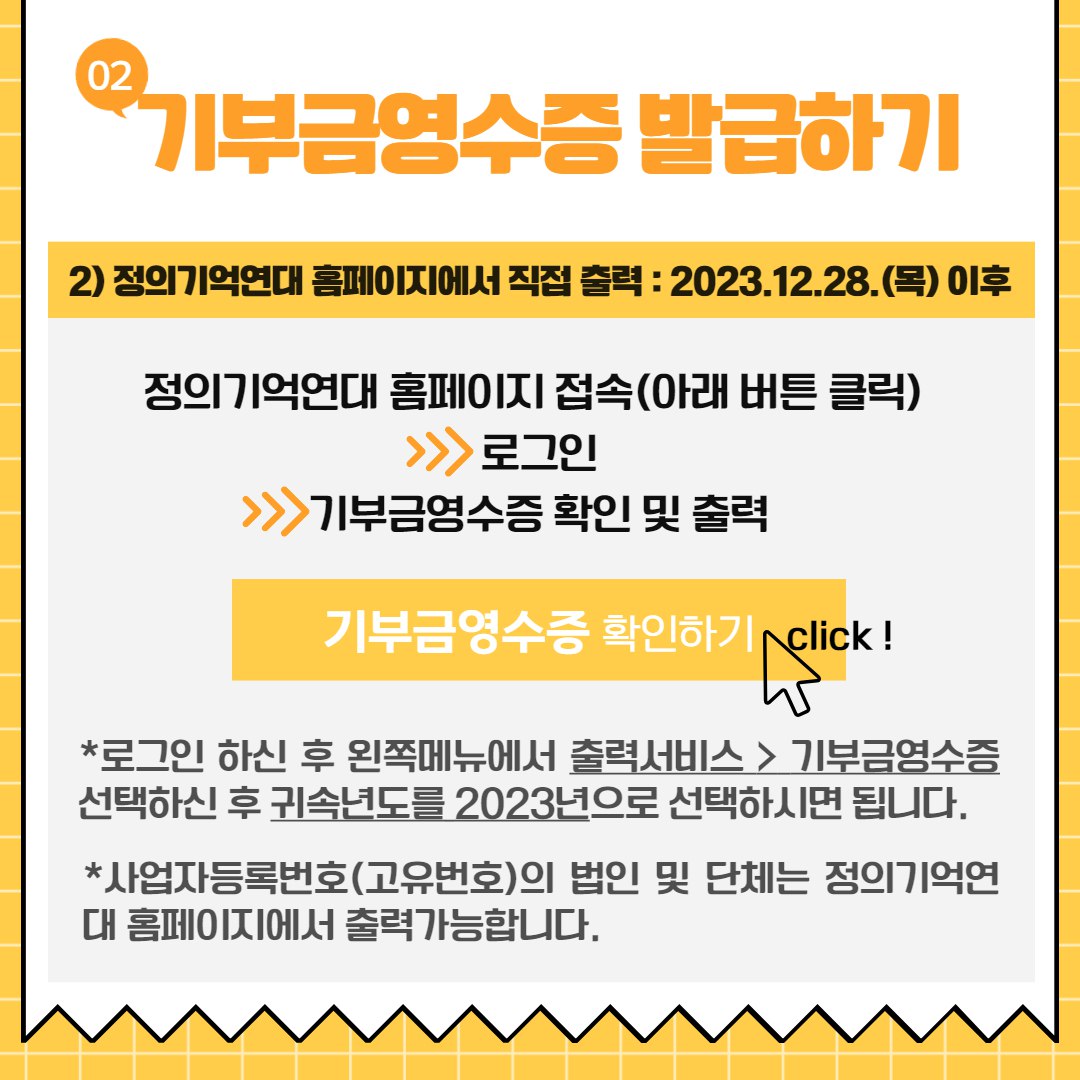 02
기부금영수증 발급하기
2) 정의기억연대 홈페이지에서 직접 출력 : 2023.12.28.(목) 이후
정의기억연대 홈페이지 접속(아래 버튼 클릭)
로그인
기부금영수증 확인 및 출력
기부금영수증 확인하기 click !
*로그인 하신 후 왼쪽메뉴에서 출력서비스 > 기부금영수증
선택하신 후 귀속년도를 2023년으로 선택하시면 됩니다.
*사업자등록번호(고유번호)의 법인 및 단체는 정의기억연
대 홈페이지에서 출력가능합니다.